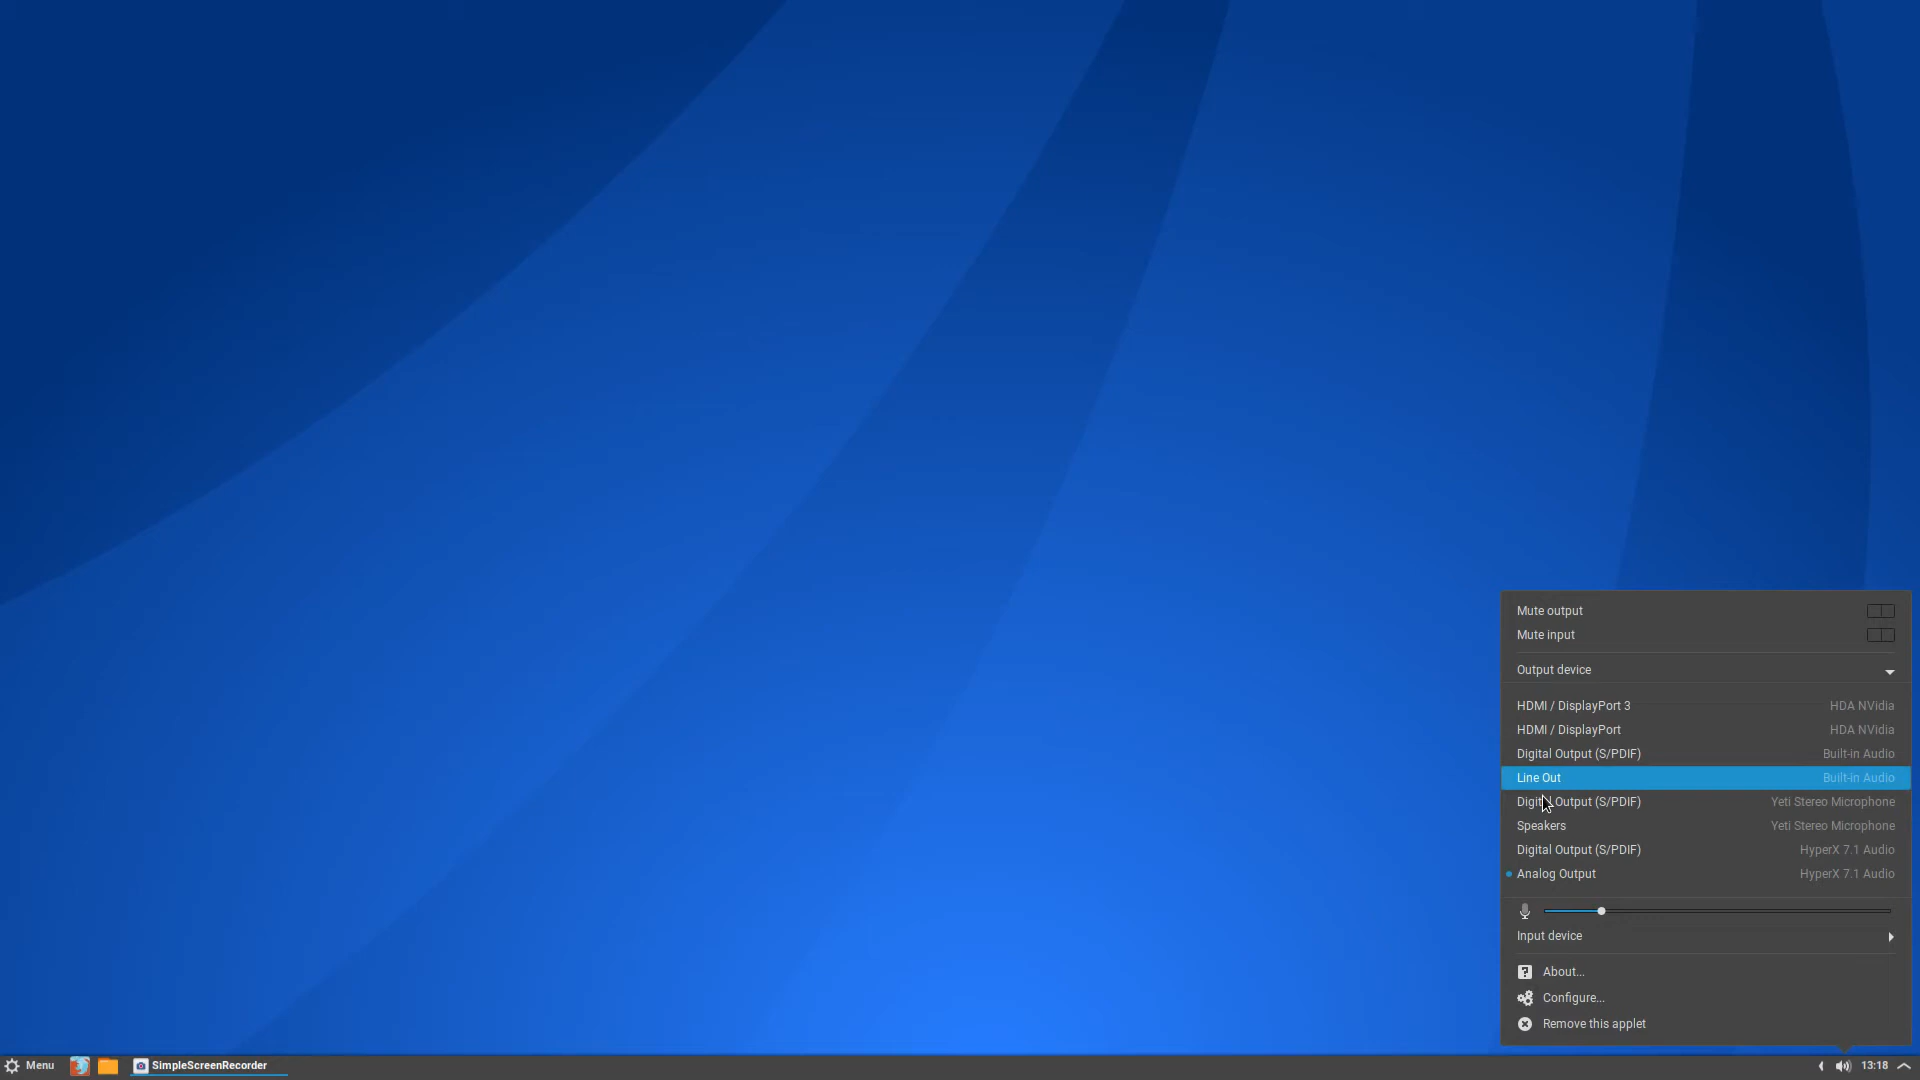 Mute output
Mute input
Output device
HDMI / DisplayPort 3 HDA NVidia
HDMI / DisplayPort HDA NVidia
Digital Output (S/PDIF) Built-in Audio
Line Out Built-in Audio
Digital Output (S/PDIF) Yeti Stereo Microphone
Speakers Yeti Stereo Microphone
Digital Output (S/PDIF) HyperX 7.1 Audio
Analog Output HyperX 7.1 Audio
Input device
About...
Configure...
Remove this applet
Menu SimpleScreenRecorder 13:18